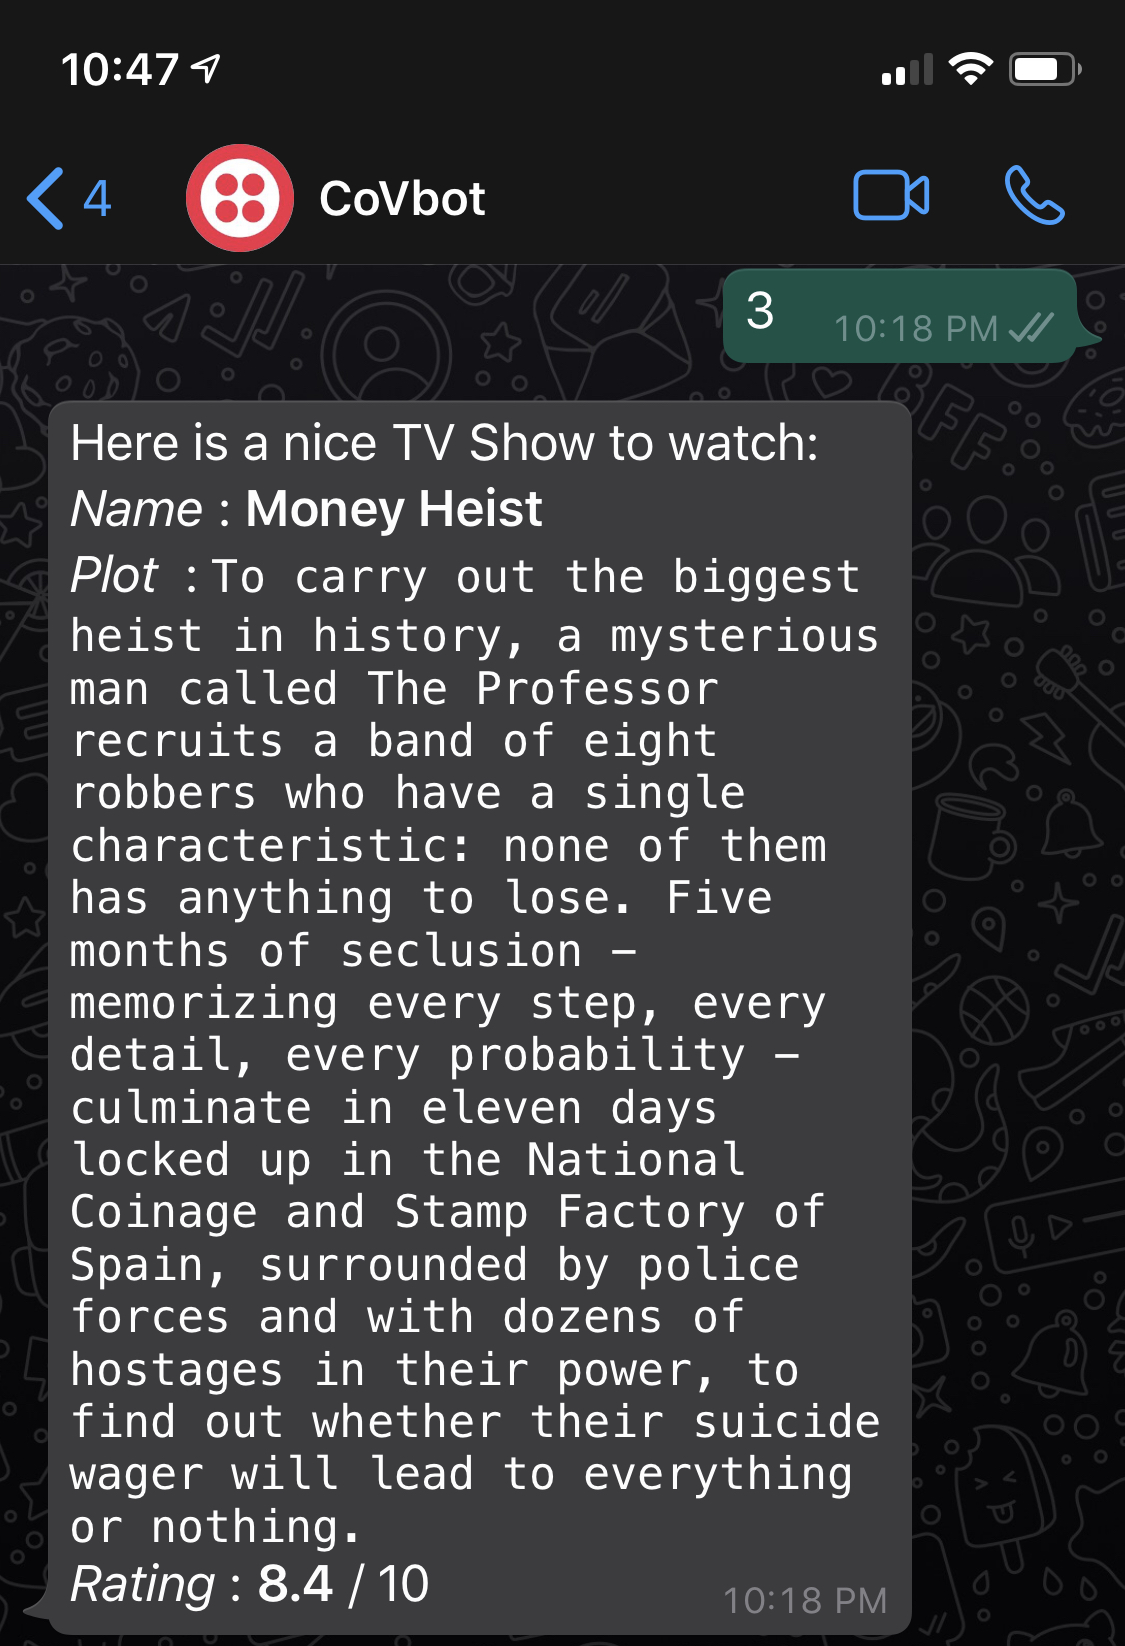 10:47
4 CoVbot
3 10:18 PM
Here is a nice TV Show to watch:
Name : Money Heist
Plot : To carry out the biggest
heist in history, a mysterious
man called The Professor
recruits a band of eight
robbers who have a single
characteristic: none of them
has anything to lose. Five
months of seclusion –
memorizing every step, every
detail, every probability –
culminate in eleven days
locked up in the National
Coinage and Stamp Factory of
Spain, surrounded by police
forces and with dozens of
hostages in their power, to
find out whether their suicide
wager will lead to everything
or nothing.
Rating : 8.4 / 10
10:18 PM
BFF